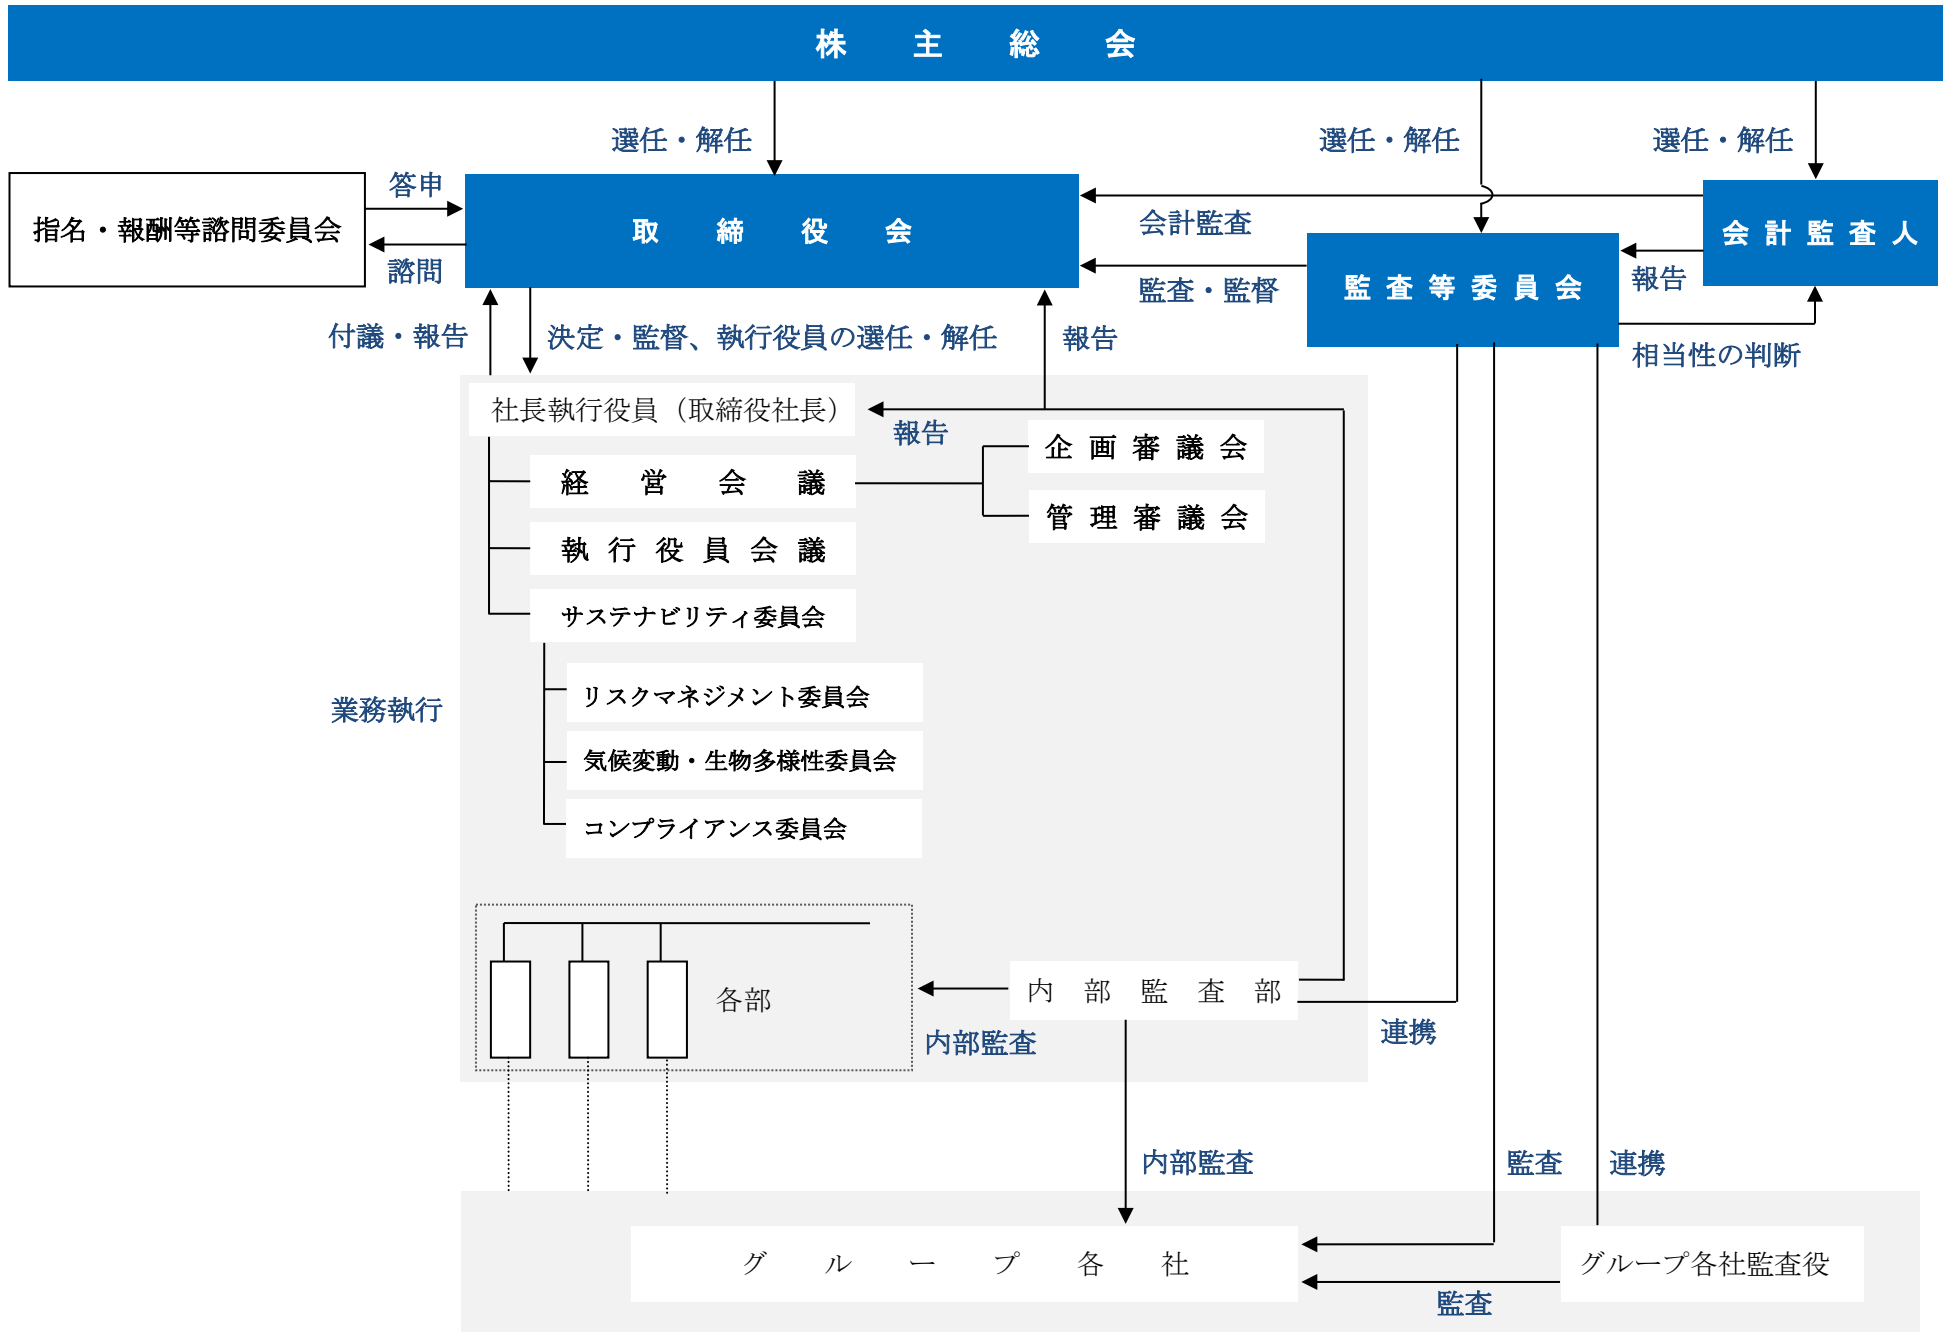 株主総会
選任・解任
選任・解任
選任・解任
答申
指名・報酬等諮問委員会
諮問
取締役会
会計監査
監査・監督
会計監査人
監査等委員会
報告
相当性の判断
付議・報告
決定・監督、執行役員の選任・解任
報告
社長執行役員（取締役社長）
報告
経営会議
企画審議会
管理審議会
執行役員会議
サステナビリティ委員会
リスクマネジメント委員会
業務執行
気候変動・生物多様性委員会
コンプライアンス委員会
各部
内部監査部
内部監査
連携
内部監査
監査
連携
グループ各社
グループ各社監査役
監査